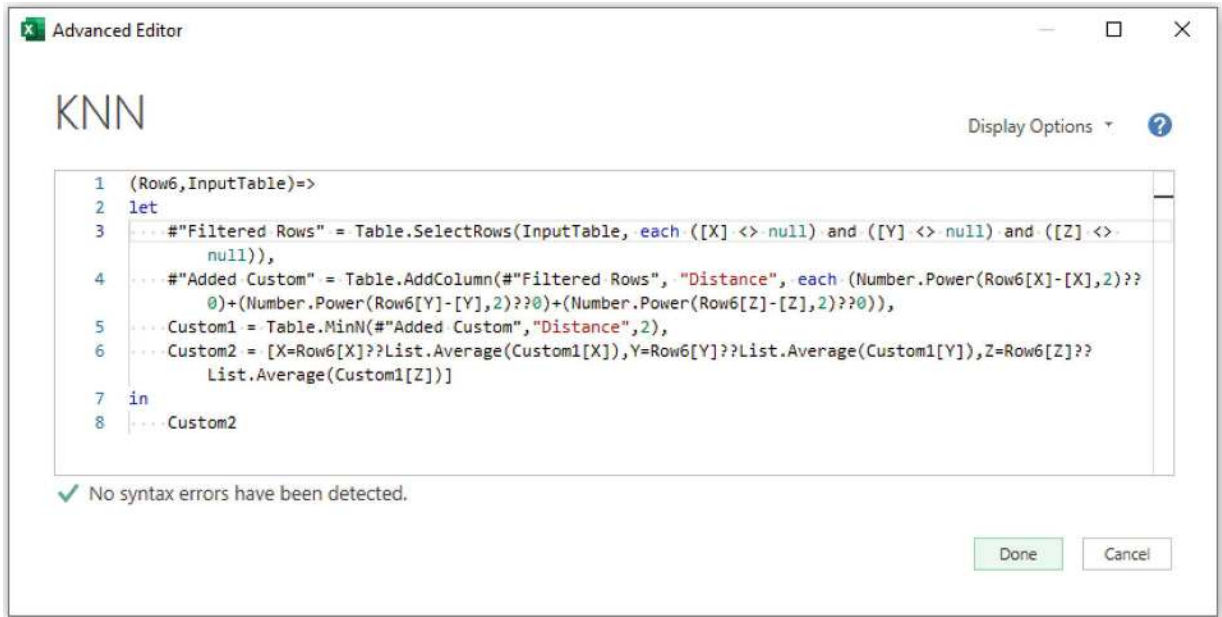 Advanced Editor
KNN
Display Options
1 (Row6,InputTable)=>
2 let
3 ····#"Filtered·Rows"·=·Table.SelectRows(InputTable,·each·([X]·<>·null)·and·([Y]·<>·null)·and·([Z]·<>·
null)),
4 ····#"Added·Custom"·=·Table.AddColumn(#"Filtered·Rows",·"Distance",·each·(Number.Power(Row6[X]-[X],2)??
0)+(Number.Power(Row6[Y]-[Y],2)??0)+(Number.Power(Row6[Z]-[Z],2)??0)),
5 ····Custom1·=·Table.MinN(#"Added·Custom","Distance",2),
6 ····Custom2·=·[X=Row6[X]??List.Average(Custom1[X]),Y=Row6[Y]??List.Average(Custom1[Y]),Z=Row6[Z]??
List.Average(Custom1[Z])]
7 in
8 ····Custom2
No syntax errors have been detected.
Done Cancel